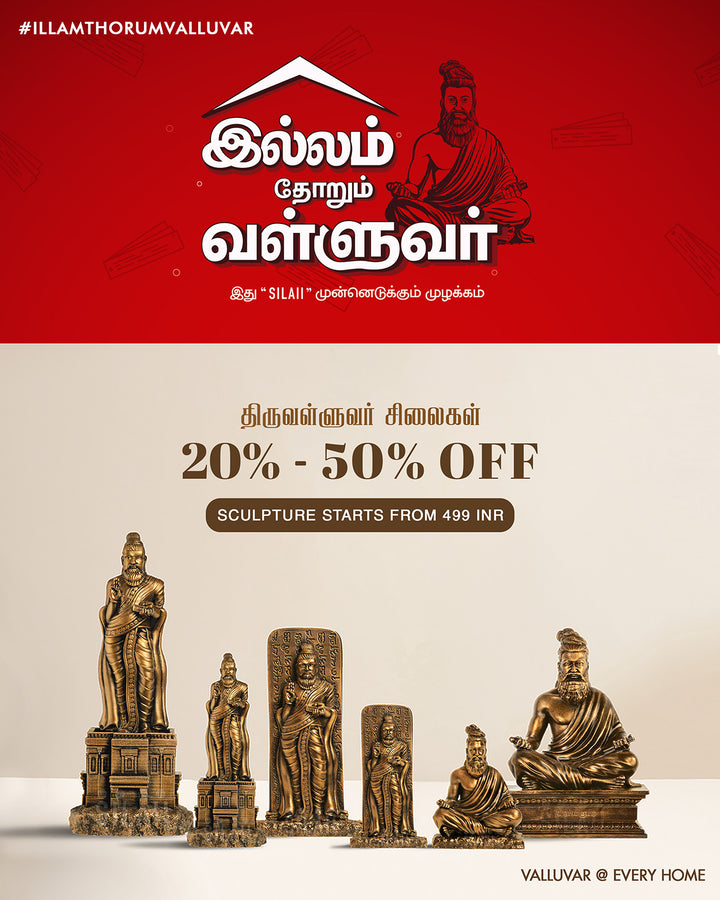 #ILLAMTHORUMVALLUVAR
இல்லம்
தோறும்
வள்ளுவர்
இது “SILAII” முன்னெடுக்கும் முழக்கம்
திருவள்ளுவர் சிலைகள்
20% - 50% OFF
SCULPTURE STARTS FROM 499 INR
VALLUVAR @ EVERY HOME